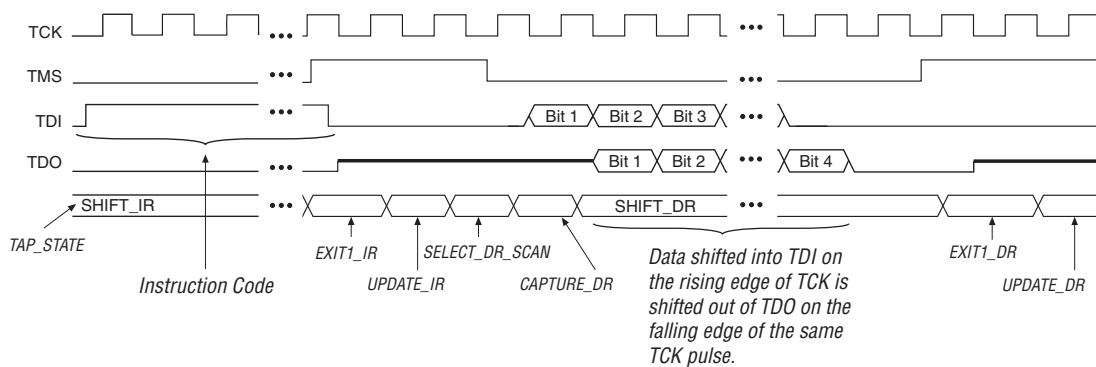 TCK
TMS
TDI Bit 1 Bit 2 Bit 3
TDO Bit 1 Bit 2 Bit 4
SHIFT_IR SHIFT_DR
TAP_STATE
EXIT1_IR SELECT_DR_SCAN EXIT1_DR
Instruction Code UPDATE_IR CAPTURE_DR UPDATE_DR
Data shifted into TDI on
the rising edge of TCK is
shifted out of TDO on the
falling edge of the same
TCK pulse.